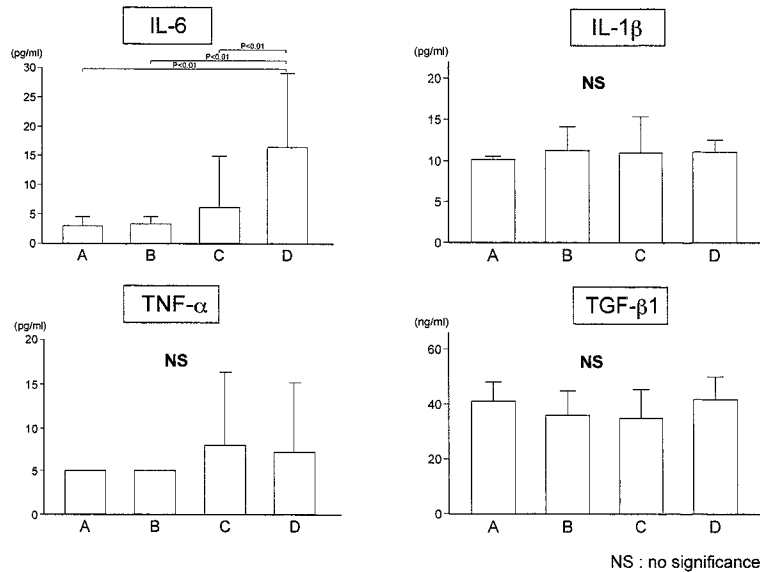 IL-6
(pg/ml)
P<0.01
P<0.01
P<0.01
30
25
20
15
10
5
0
A B C D
IL-1β
(pg/ml)
NS
20
15
10
5
0
A B C D
TNF-α
(pg/ml)
NS
20
15
10
5
0
A B C D
TGF-β1
(ng/ml)
NS
60
40
20
0
A B C D
NS : no significance